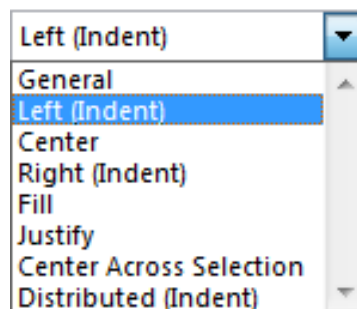 Left (Indent)
General
Left (Indent)
Center
Right (Indent)
Fill
Justify
Center Across Selection
Distributed (Indent)